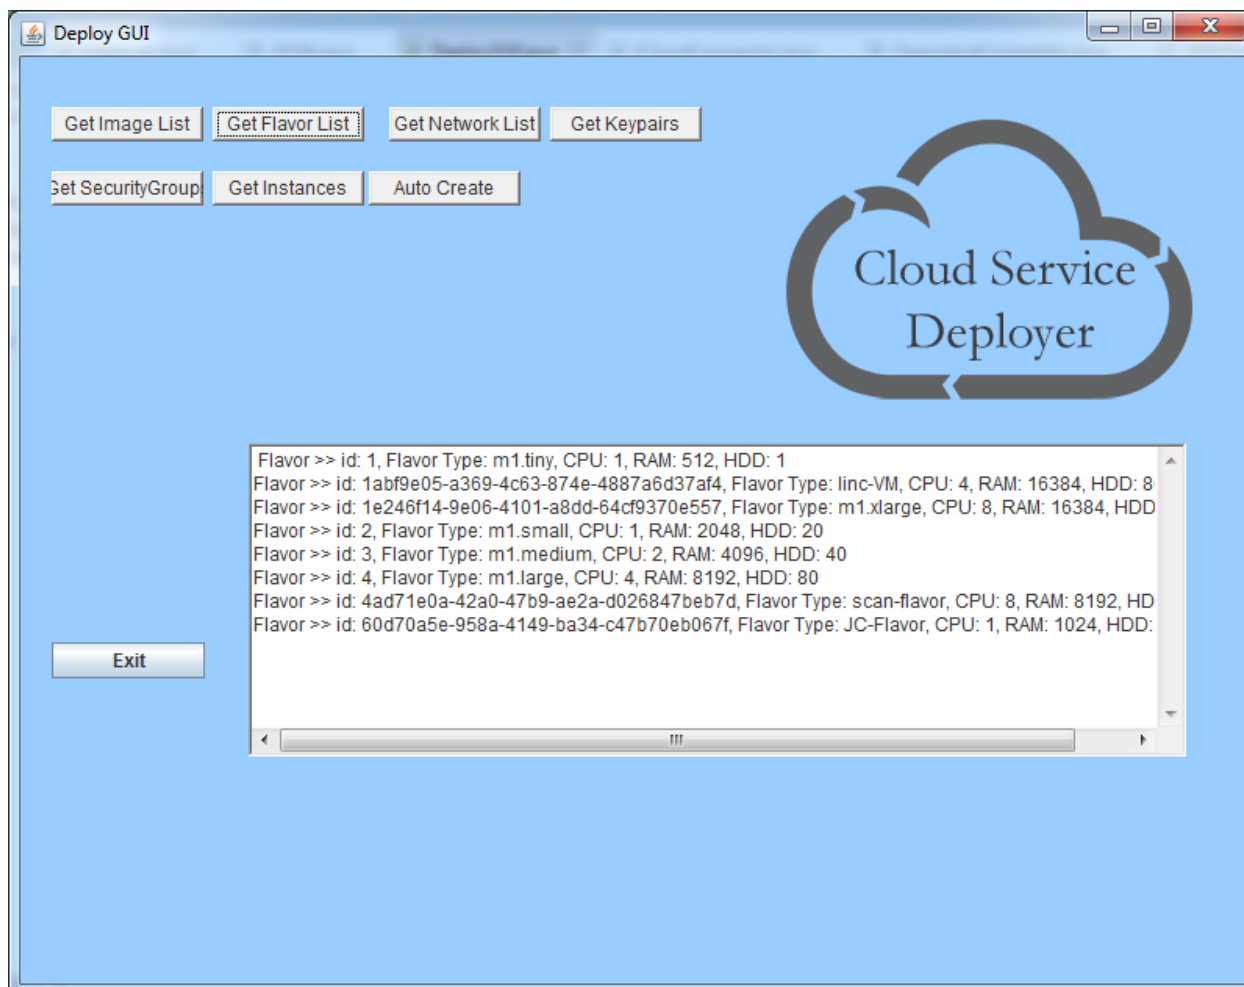 Deploy GUI
Get Image List
Get Flavor List
Get Network List
Get Keypairs
Get SecurityGroup
Get Instances
Auto Create
Cloud Service
Deployer
Flavor >> id: 1, Flavor Type: m1.tiny, CPU: 1, RAM: 512, HDD: 1
Flavor >> id: 1abf9e05-a369-4c63-874e-4887a6d37af4, Flavor Type: linc-VM, CPU: 4, RAM: 16384, HDD: 8
Flavor >> id: 1e246f14-9e06-4101-a8dd-64cf9370e557, Flavor Type: m1.xlarge, CPU: 8, RAM: 16384, HDD
Flavor >> id: 2, Flavor Type: m1.small, CPU: 1, RAM: 2048, HDD: 20
Flavor >> id: 3, Flavor Type: m1.medium, CPU: 2, RAM: 4096, HDD: 40
Flavor >> id: 4, Flavor Type: m1.large, CPU: 4, RAM: 8192, HDD: 80
Flavor >> id: 4ad71e0a-42a0-47b9-ae2a-d026847beb7d, Flavor Type: scan-flavor, CPU: 8, RAM: 8192, HD
Flavor >> id: 60d70a5e-958a-4149-ba34-c47b70eb067f, Flavor Type: JC-Flavor, CPU: 1, RAM: 1024, HDD:
Exit